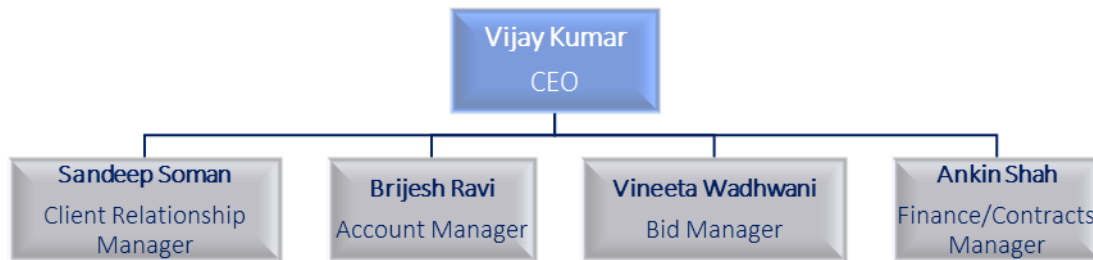 Vijay Kumar
CEO
Sandeep Soman
Client Relationship
Manager
Brijesh Ravi
Account Manager
Vineeta Wadhwani
Bid Manager
Ankin Shah
Finance/Contracts
Manager